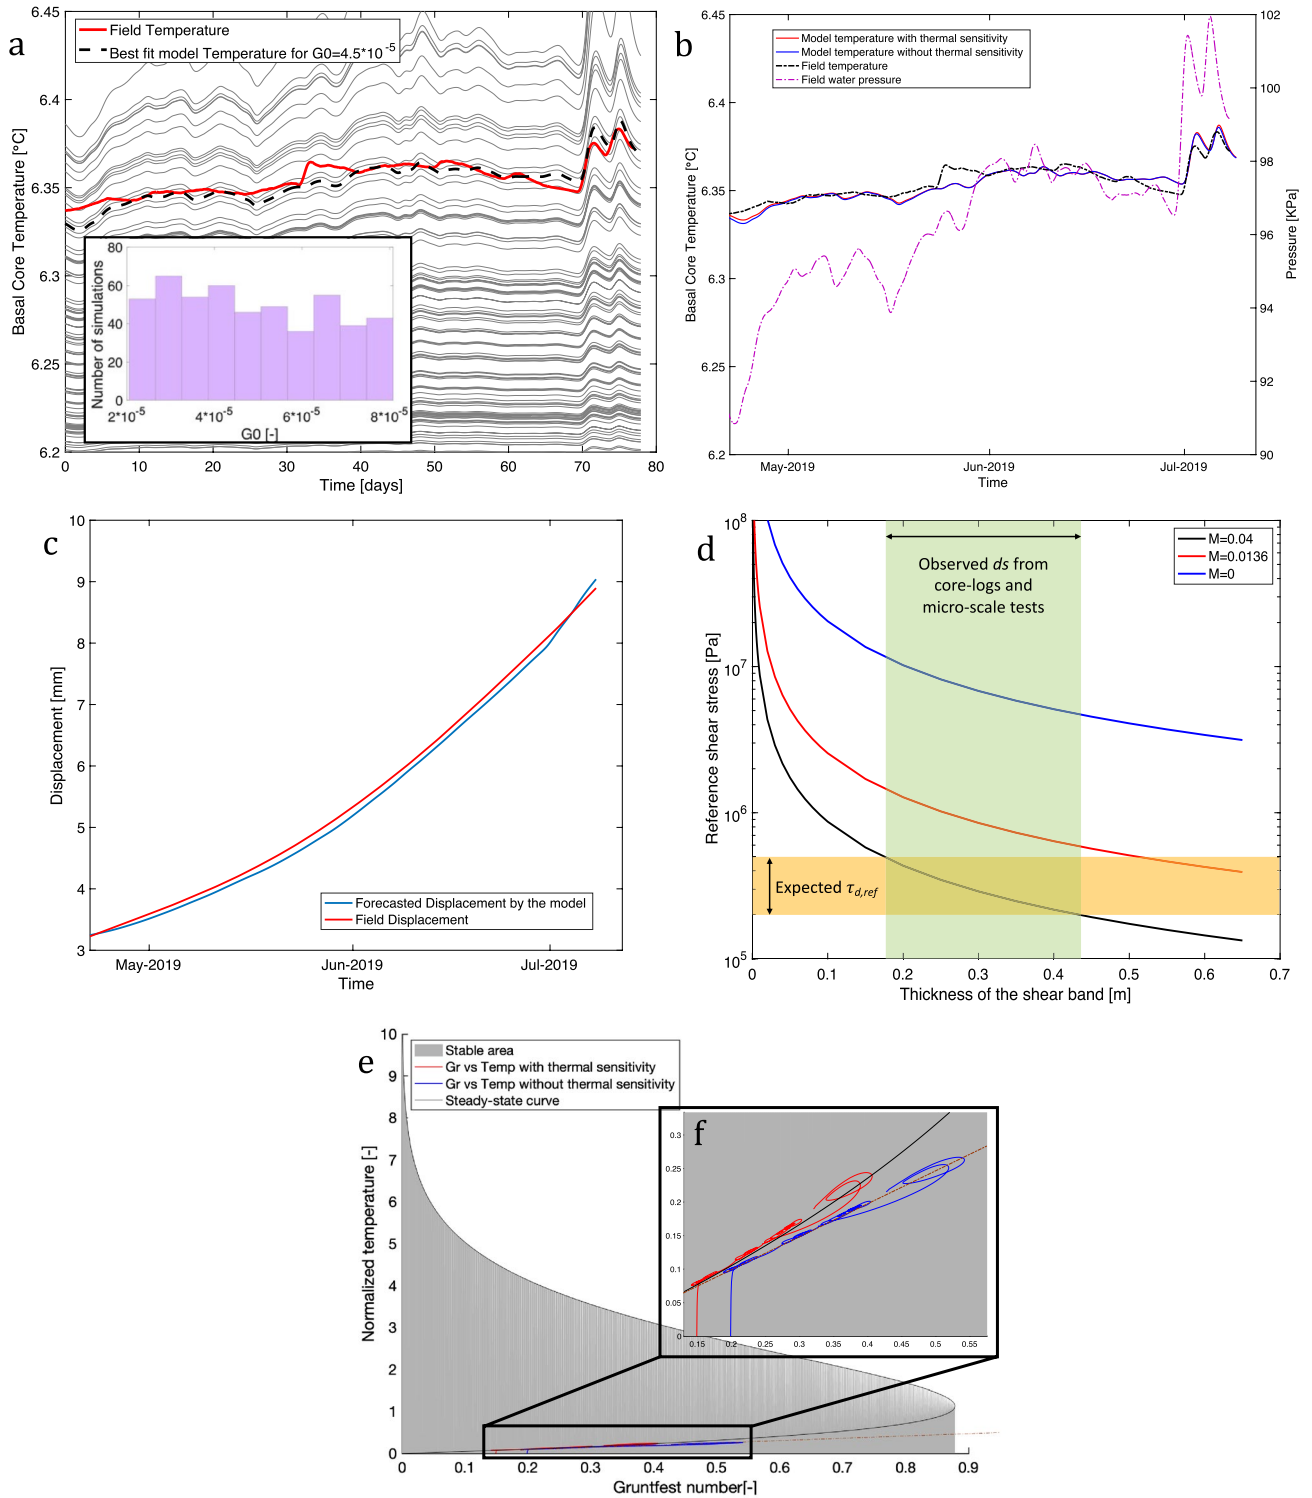 a
Field Temperature
Best fit model Temperature for G0=4.5*10-5
Basal Core Temperature [°C]
6.45
6.4
6.35
6.3
6.25
6.2
0 10 20 30 40 50 60 70 80
Time [days]
Number of simulations
80
60
40
20
0
2*10-5 4*10-5 6*10-5 8*10-5
G0 [-]
b
Model temperature with thermal sensitivity
Model temperature without thermal sensitivity
Field temperature
Field water pressure
Basal Core Temperature [°C]
6.45
6.4
6.35
6.3
6.25
6.2
102
100
98
96
94
92
90
Pressure [KPa]
May-2019 Jun-2019 Jul-2019
Time
c
Displacement [mm]
10
9
8
7
6
5
4
3
Forecasted Displacement by the model
Field Displacement
May-2019 Jun-2019 Jul-2019
Time
d
M=0.04
M=0.0136
M=0
Observed ds from
core-logs and
micro-scale tests
Expected τd,ref
Reference shear stress [Pa]
10^8
10^7
10^6
10^5
0 0.1 0.2 0.3 0.4 0.5 0.6 0.7
Thickness of the shear band [m]
e
Stable area
Gr vs Temp with thermal sensitivity
Gr vs Temp without thermal sensitivity
Steady-state curve
Normalized temperature [-]
10
9
8
7
6
5
4
3
2
1
0
0 0.1 0.2 0.3 0.4 0.5 0.6 0.7 0.8 0.9
Gruntfest number[-]
f
0.3
0.25
0.2
0.15
0.1
0.05
0
0.15 0.2 0.25 0.3 0.35 0.4 0.45 0.5 0.55